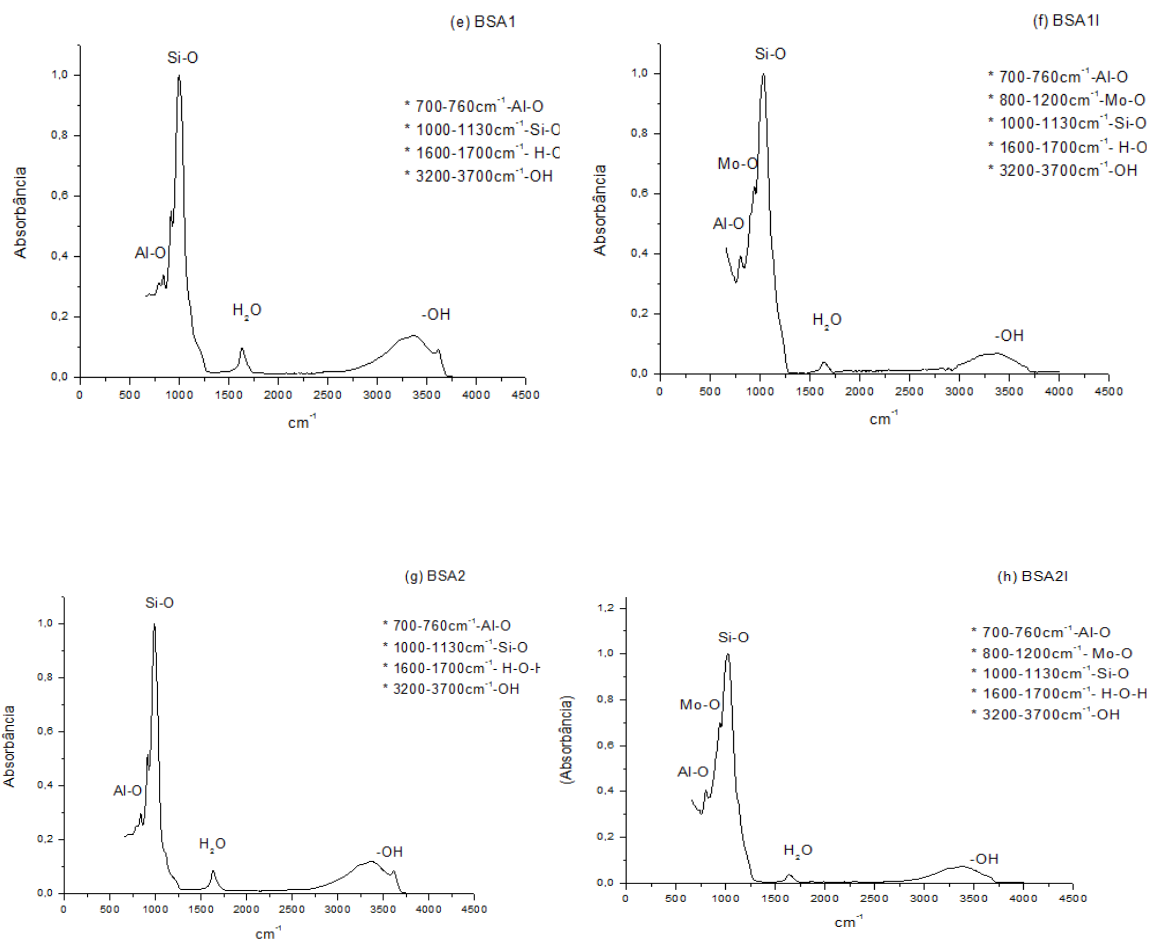 (e) BSA1
Si-O
* 700-760cm⁻¹-Al-O
* 1000-1130cm⁻¹-Si-O
* 1600-1700cm⁻¹- H-O
* 3200-3700cm⁻¹-OH
Al-O
H₂O
-OH
Absorbância
1,0
0,8
0,6
0,4
0,2
0,0
0 500 1000 1500 2000 2500 3000 3500 4000 4500
cm⁻¹
(f) BSA1I
Si-O
* 700-760cm⁻¹-Al-O
* 800-1200cm⁻¹-Mo-O
* 1000-1130cm⁻¹-Si-O
* 1600-1700cm⁻¹- H-O
* 3200-3700cm⁻¹-OH
Mo-O
Al-O
H₂O
-OH
Absorbância
1,0
0,8
0,6
0,4
0,2
0,0
0 500 1000 1500 2000 2500 3000 3500 4000 4500
cm⁻¹
(g) BSA2
Si-O
* 700-760cm⁻¹-Al-O
* 1000-1130cm⁻¹-Si-O
* 1600-1700cm⁻¹- H-O-H
* 3200-3700cm⁻¹-OH
Al-O
H₂O
-OH
Absorbância
1,0
0,8
0,6
0,4
0,2
0,0
0 500 1000 1500 2000 2500 3000 3500 4000 4500
cm⁻¹
(h) BSA2I
Si-O
* 700-760cm⁻¹-Al-O
* 800-1200cm⁻¹- Mo-O
* 1000-1130cm⁻¹-Si-O
* 1600-1700cm⁻¹- H-O-H
* 3200-3700cm⁻¹-OH
Mo-O
Al-O
H₂O
-OH
(Absorbância)
1,2
1,0
0,8
0,6
0,4
0,2
0,0
0 500 1000 1500 2000 2500 3000 3500 4000 4500
cm⁻¹